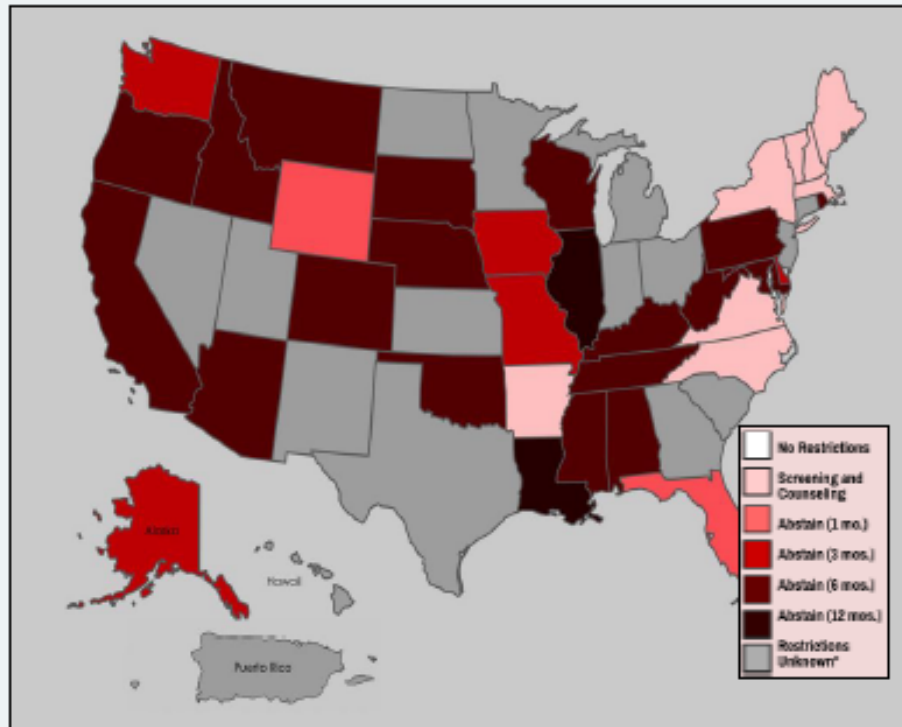 Alaska
Hawaii
Puerto Rico
No Restrictions
Screening and
Counseling
Abstain (1 mo.)
Abstain (3 mos.)
Abstain (6 mos.)
Abstain (12 mos.)
Restrictions
Unknown*